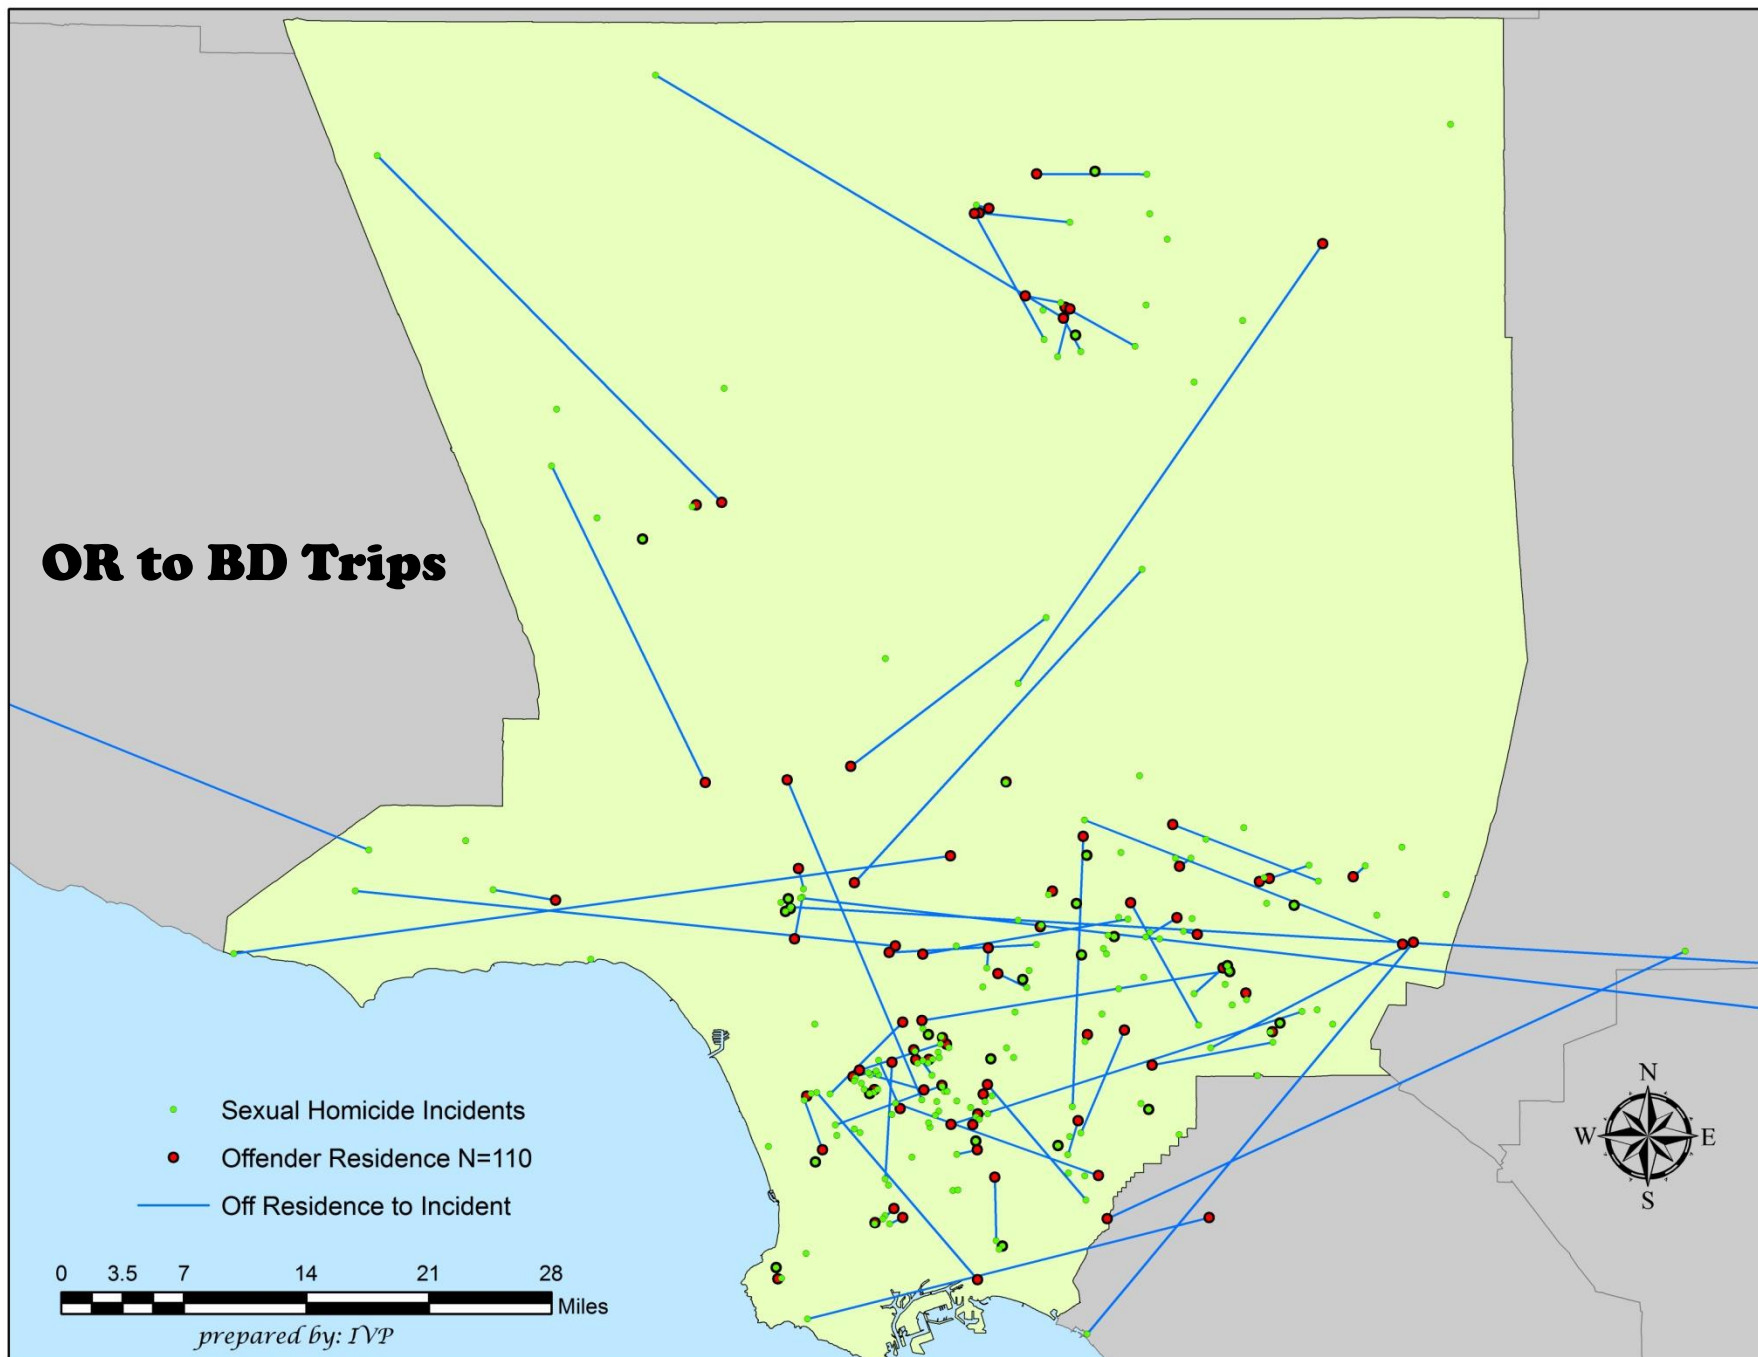 OR to BD Trips
Sexual Homicide Incidents
Offender Residence N=110
Off Residence to Incident
0 3.5 7 14 21 28
Miles
prepared by: IVP
N
W E
S